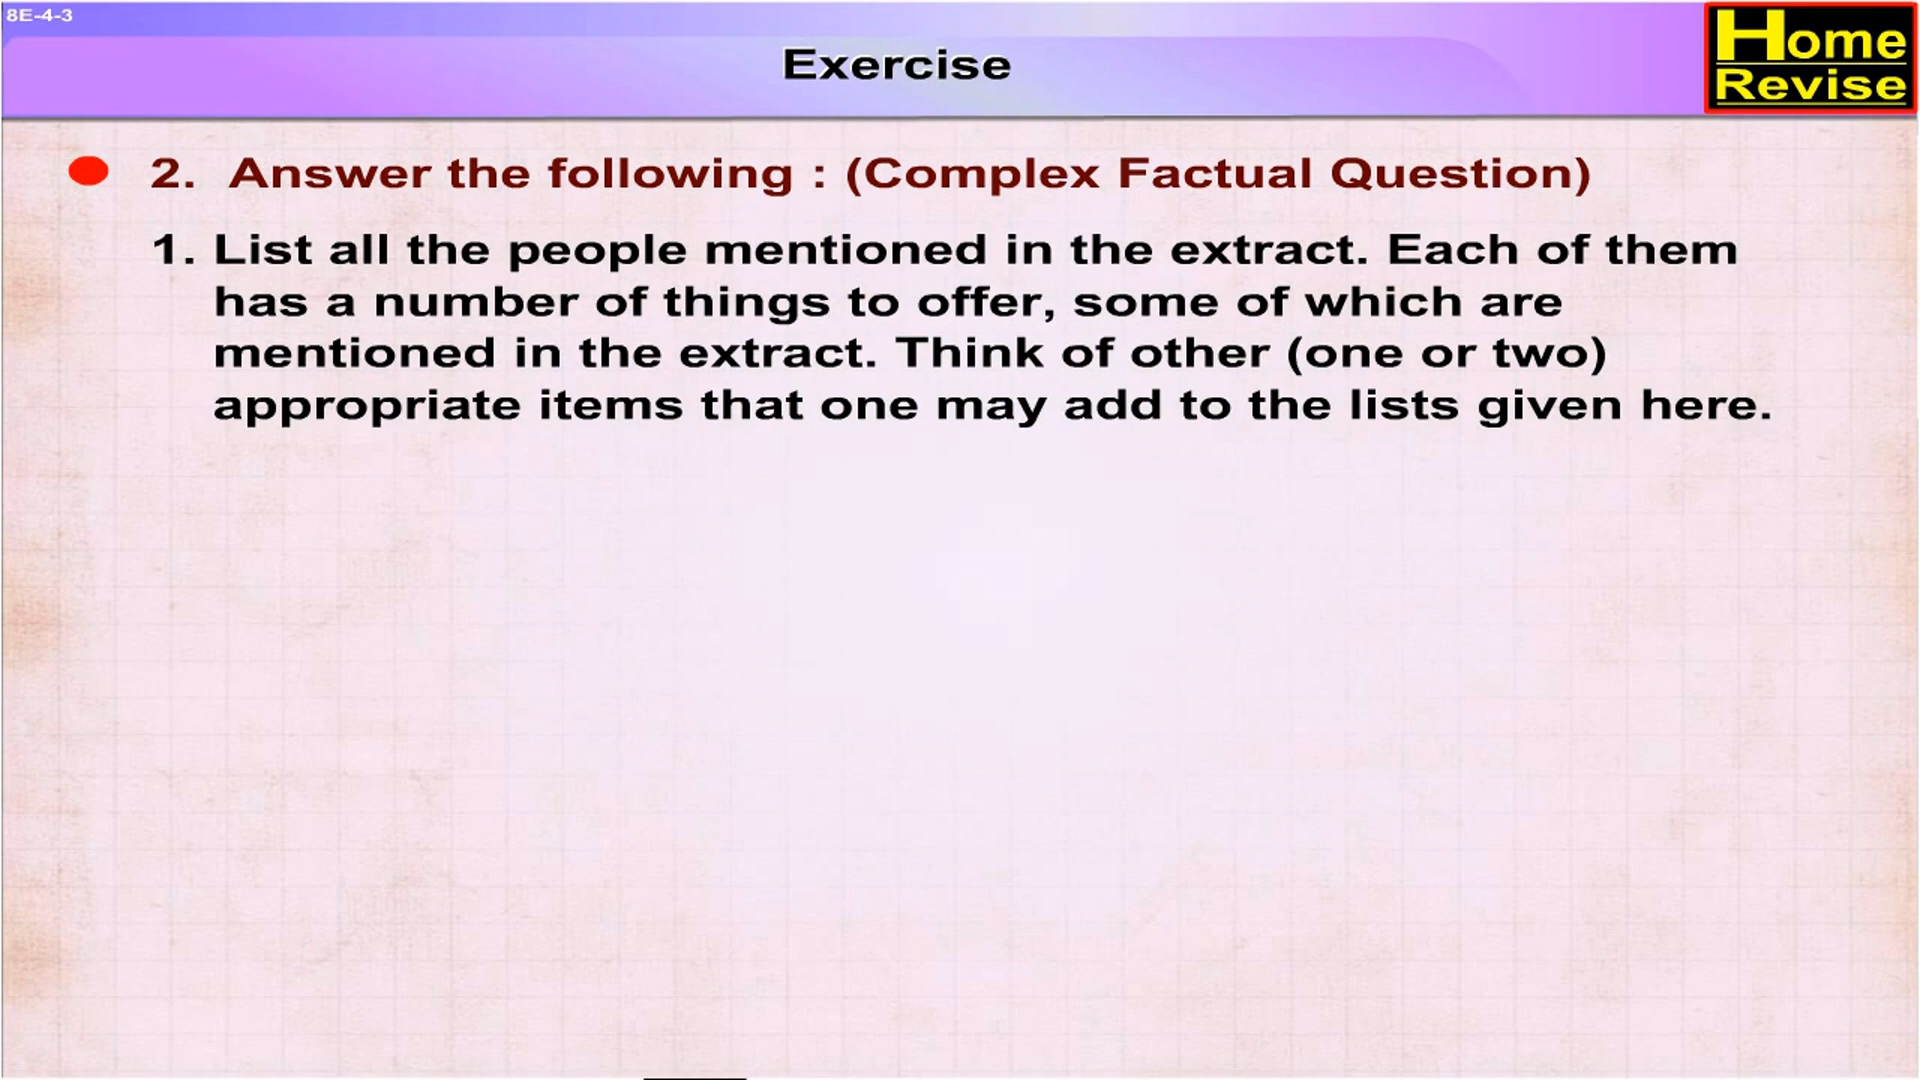 8E-4-3
Exercise
Home
Revise
2. Answer the following : (Complex Factual Question)
1. List all the people mentioned in the extract. Each of them
has a number of things to offer, some of which are
mentioned in the extract. Think of other (one or two)
appropriate items that one may add to the lists given here.